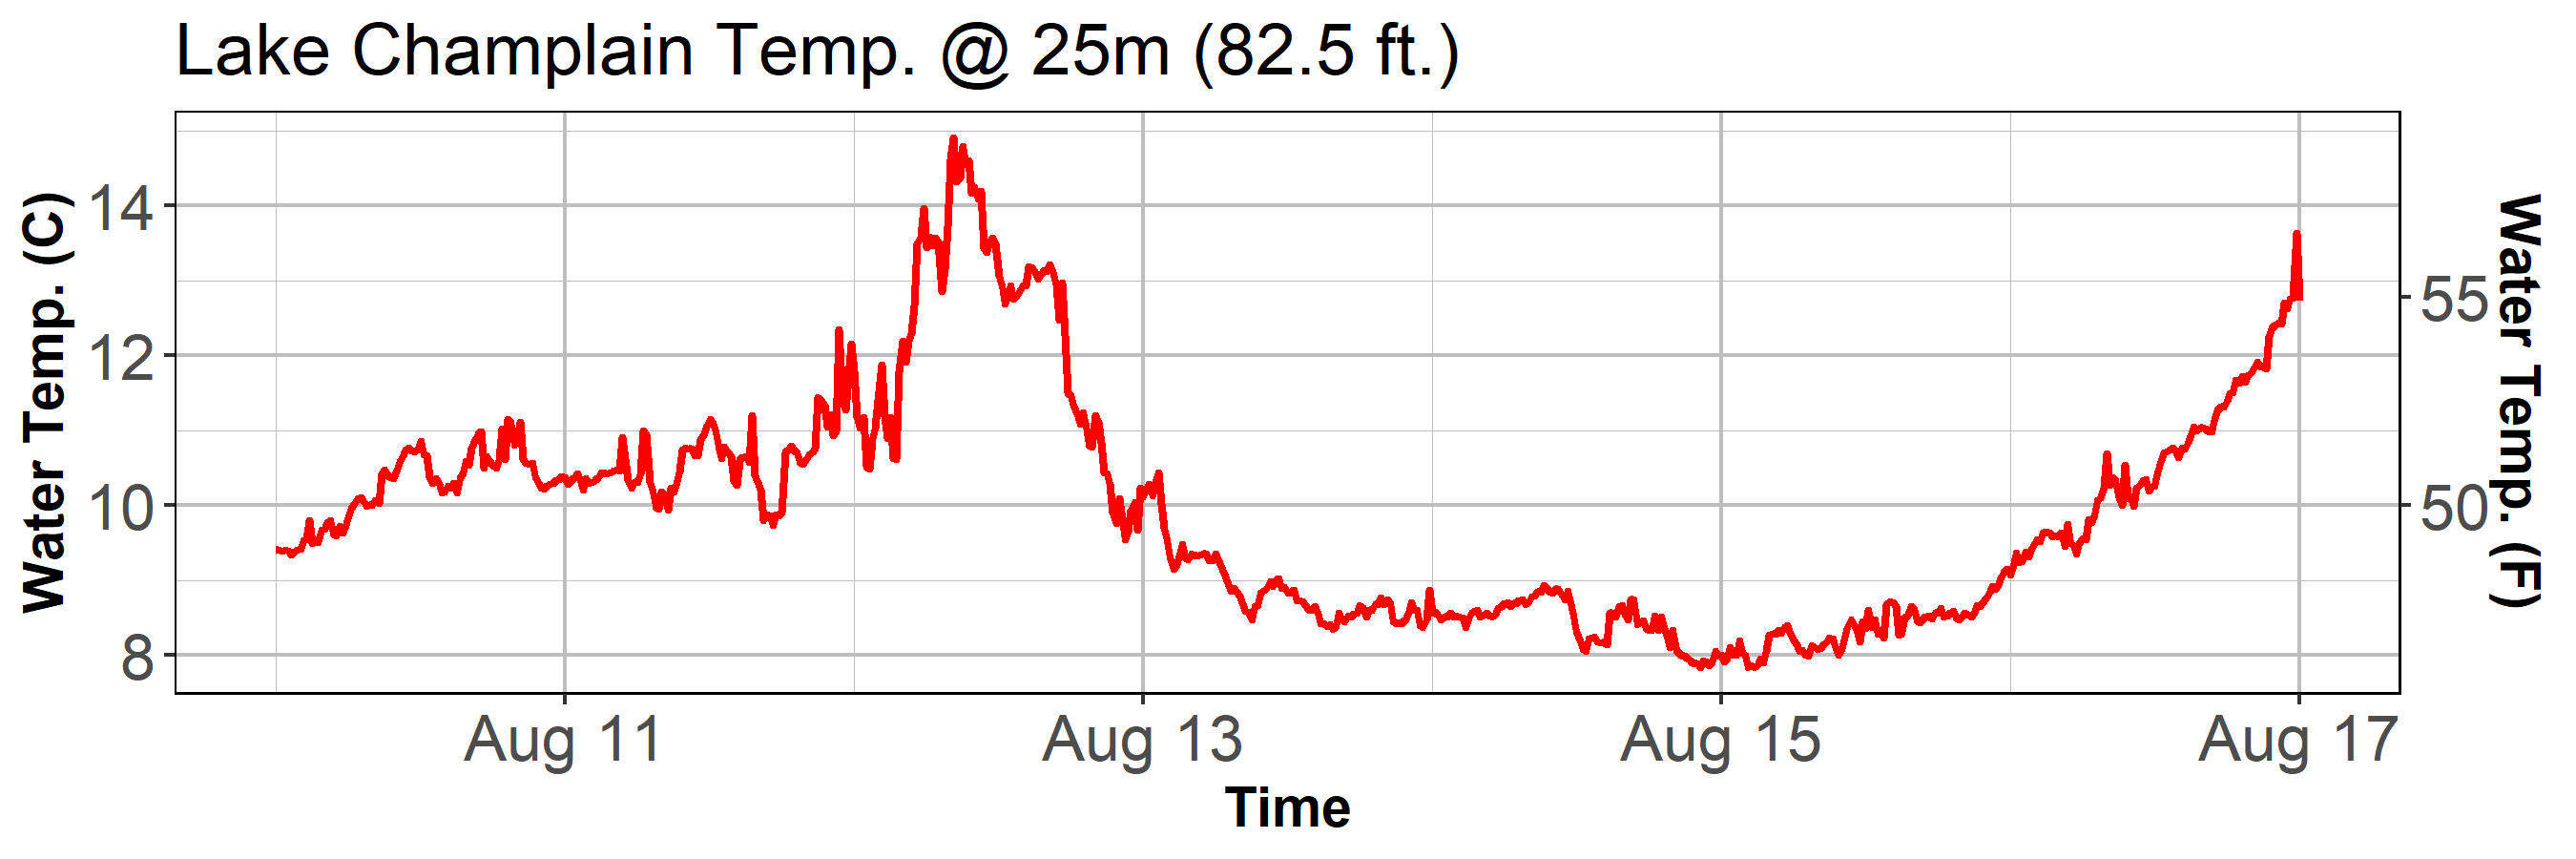 Lake Champlain Temp. @ 25m (82.5 ft.)
Water Temp. (C)
14
12
10
8
55
50
Water Temp. (F)
Aug 11 Aug 13 Aug 15 Aug 17
Time